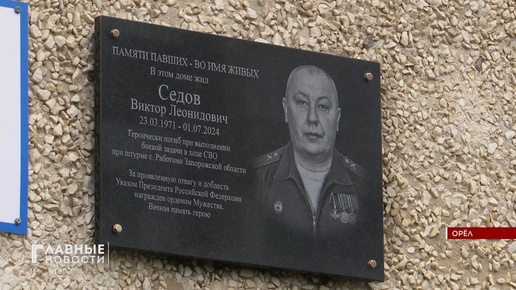 ПАМЯТИ ПАВШИХ - ВО ИМЯ ЖИВЫХ
В этом доме жил
Седов
Виктор Леонидович
23.03.1971 - 01.07.2024
Героически погиб при выполнении
боевой задачи в ходе СВО
при штурме с. Работино Запорожской области
За проявленную отвагу и доблесть
Указом Президента Российской Федерации
награжден орденом Мужества.
Вечная память герою
ГЛАВНЫЕ
НОВОСТИ
ОРЁЛ